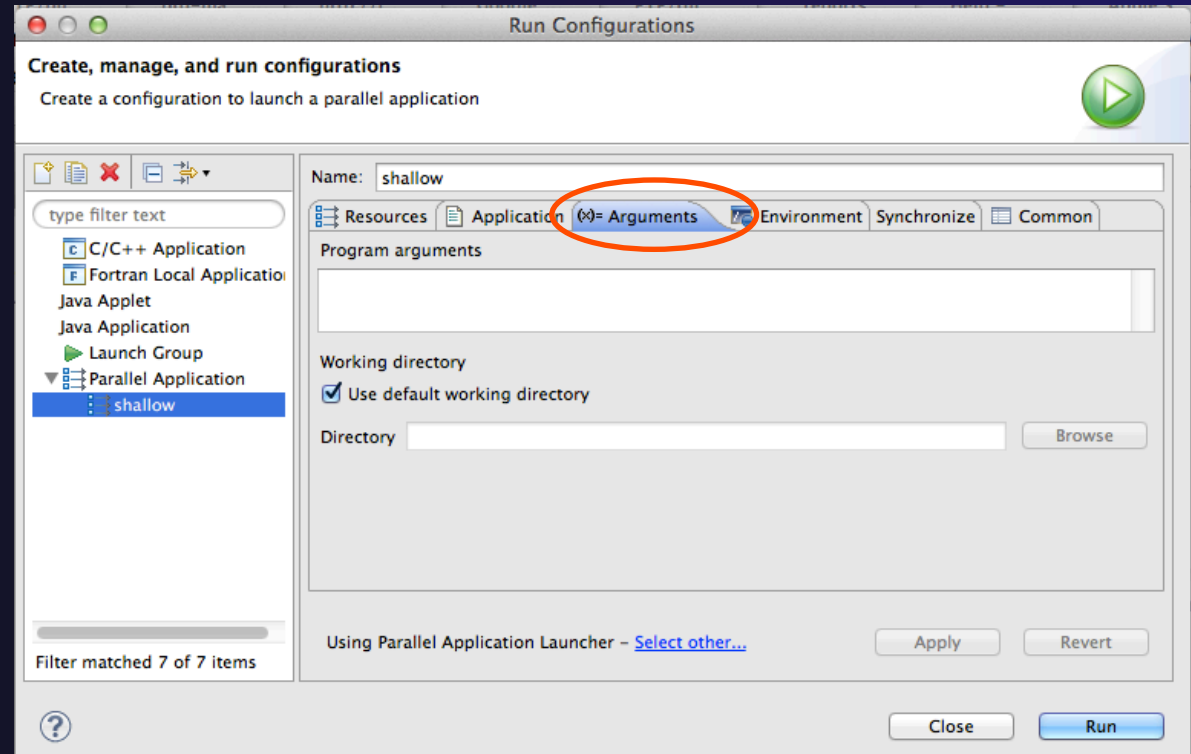 Run Configurations
Create, manage, and run configurations
Create a configuration to launch a parallel application
type filter text
C/C++ Application
Fortran Local Applicatio
Java Applet
Java Application
Launch Group
Parallel Application
shallow
Filter matched 7 of 7 items
Name: shallow
Resources Application (x)= Arguments Environment Synchronize Common
Program arguments
Working directory
Use default working directory
Directory Browse
Using Parallel Application Launcher – Select other...
Apply Revert
? Close Run